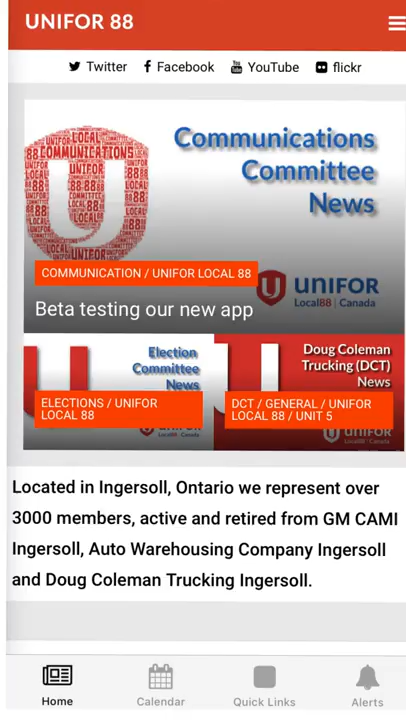 UNIFOR 88
Twitter Facebook YouTube flickr
Communications
Committee
News
COMMUNICATIONS
COMMUNICATION / UNIFOR LOCAL 88
UNIFOR
Local88 | Canada
Beta testing our new app
Election
Committee
News
ELECTIONS / UNIFOR
LOCAL 88
Doug Coleman
Trucking (DCT)
News
DCT / GENERAL / UNIFOR
LOCAL 88 / UNIT 5
UNIFOR
Local88 | Canada
Located in Ingersoll, Ontario we represent over
3000 members, active and retired from GM CAMI
Ingersoll, Auto Warehousing Company Ingersoll
and Doug Coleman Trucking Ingersoll.
Home Calendar Quick Links Alerts